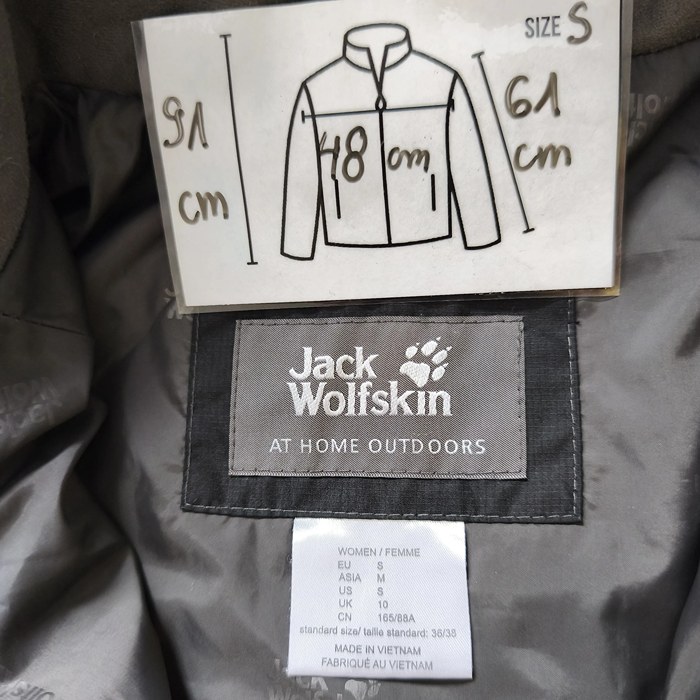 SIZE S
91
cm
48 cm
61
cm
Jack
Wolfskin
AT HOME OUTDOORS
WOMEN / FEMME
EU S
ASIA M
US S
UK 10
CN 165/88A
standard size/ taille standard: 36/38
MADE IN VIETNAM
FABRIQUÉ AU VIETNAM